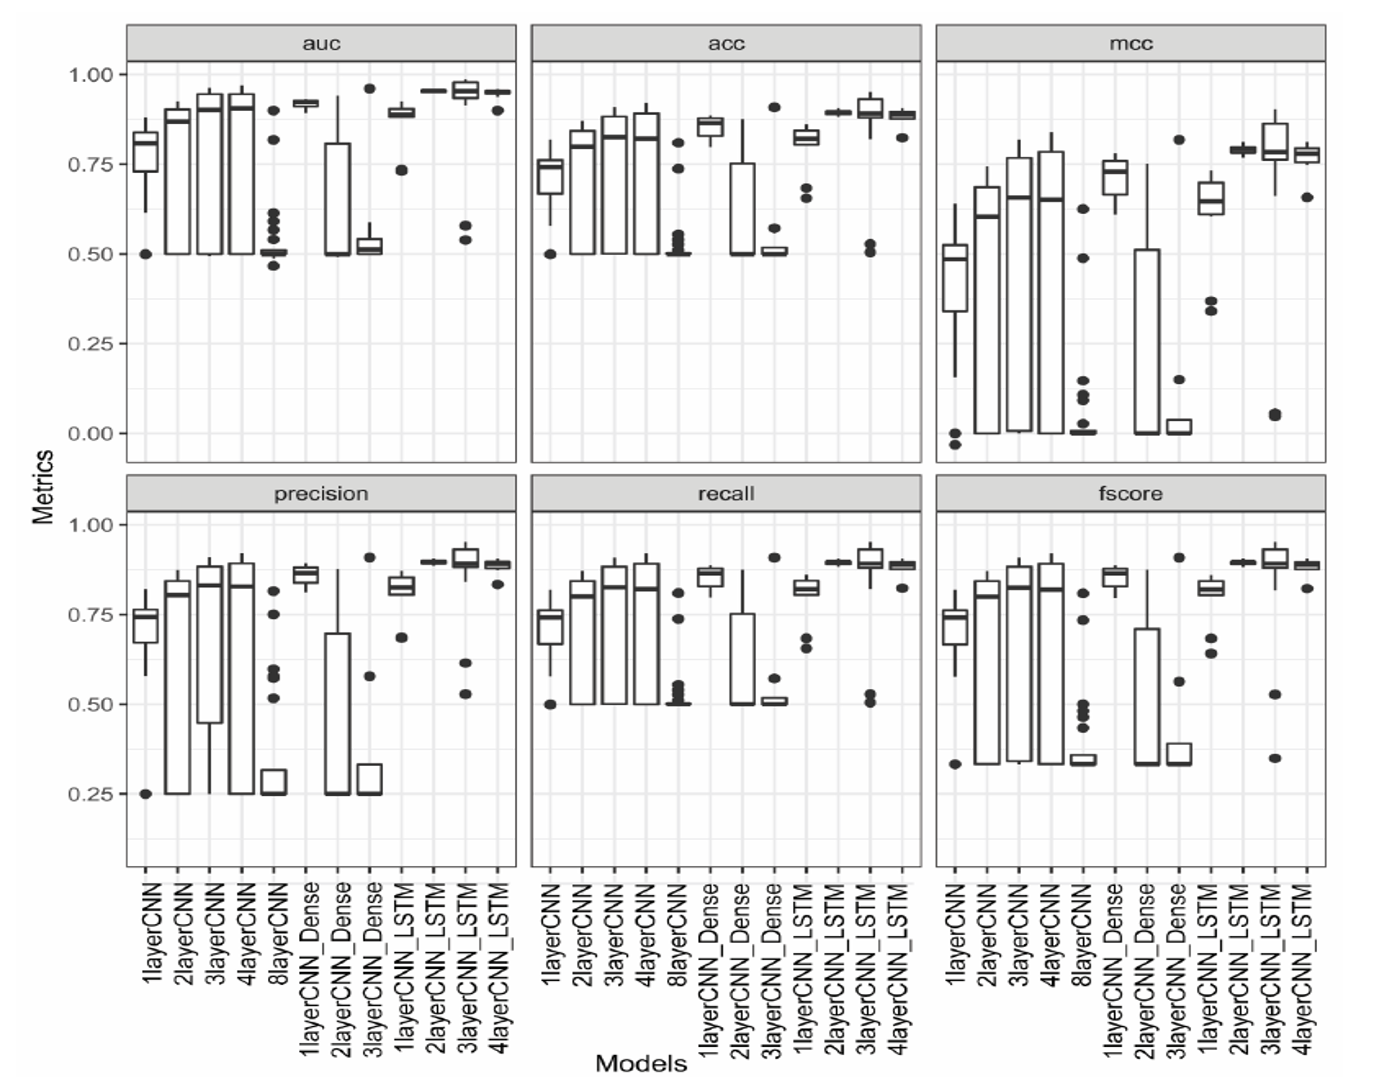 auc acc mcc
1.00
0.75
0.50
0.25
0.00
Metrics
precision recall fscore
1.00
0.75
0.50
0.25
1layerCNN
2layerCNN
3layerCNN
4layerCNN
8layerCNN
1layerCNN_Dense
2layerCNN_Dense
3layerCNN_Dense
1layerCNN_LSTM
2layerCNN_LSTM
3layerCNN_LSTM
4layerCNN_LSTM
1layerCNN
2layerCNN
3layerCNN
4layerCNN
8layerCNN
1layerCNN_Dense
2layerCNN_Dense
3layerCNN_Dense
1layerCNN_LSTM
2layerCNN_LSTM
3layerCNN_LSTM
4layerCNN_LSTM
1layerCNN
2layerCNN
3layerCNN
4layerCNN
8layerCNN
1layerCNN_Dense
2layerCNN_Dense
3layerCNN_Dense
1layerCNN_LSTM
2layerCNN_LSTM
3layerCNN_LSTM
4layerCNN_LSTM
Models